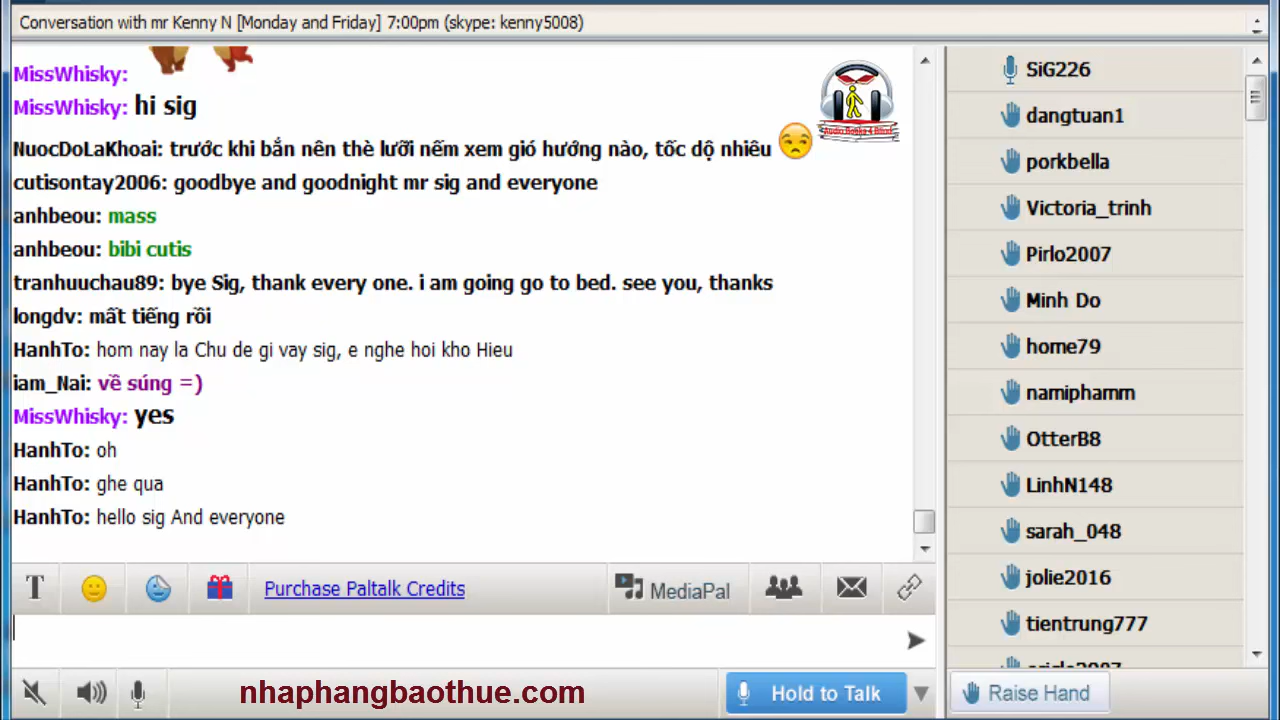 Conversation with mr Kenny N [Monday and Friday] 7:00pm (skype: kenny5008)
MissWhisky:
MissWhisky: hi sig
NuocDoLaKhoai: trước khi bắn nên thè lưỡi nếm xem gió hướng nào, tốc dộ nhiêu
cutisontay2006: goodbye and goodnight mr sig and everyone
anhbeou: mass
anhbeou: bibi cutis
tranhuuchau89: bye Sig, thank every one. i am going go to bed. see you, thanks
longdv: mất tiếng rồi
HanhTo: hom nay la Chu de gi vay sig, e nghe hoi kho Hieu
iam_Nai: về súng =)
MissWhisky: yes
HanhTo: oh
HanhTo: ghe qua
HanhTo: hello sig And everyone
Audio Books 4 Blind
Purchase Paltalk Credits
MediaPal
nhaphangbaothue.com
Hold to Talk
SiG226
dangtuan1
porkbella
Victoria_trinh
Pirlo2007
Minh Do
home79
namiphamm
OtterB8
LinhN148
sarah_048
jolie2016
tientrung777
Raise Hand